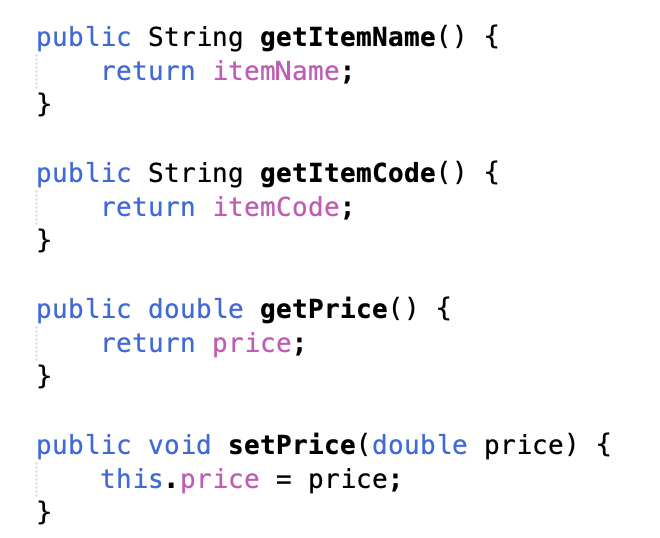 public String getItemName() {
    return itemName;
}
public String getItemCode() {
    return itemCode;
}
public double getPrice() {
    return price;
}
public void setPrice(double price) {
    this.price = price;
}